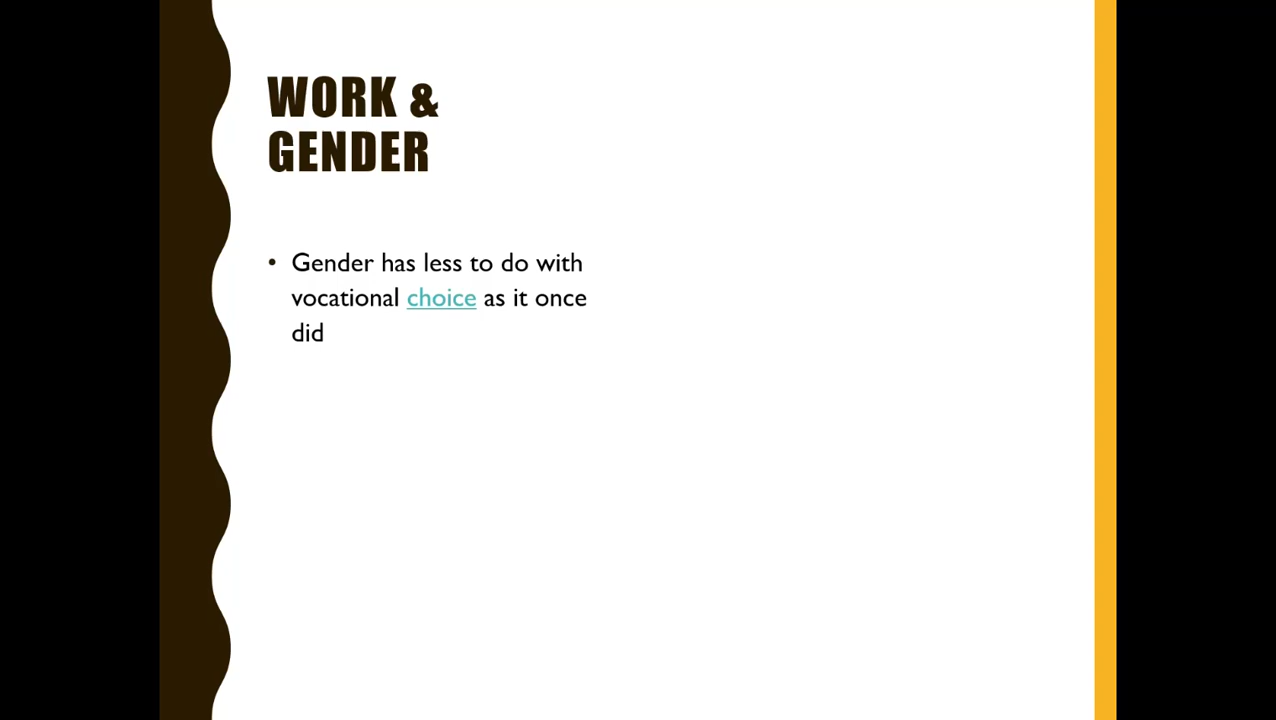 WORK &
GENDER
• Gender has less to do with
vocational choice as it once
did